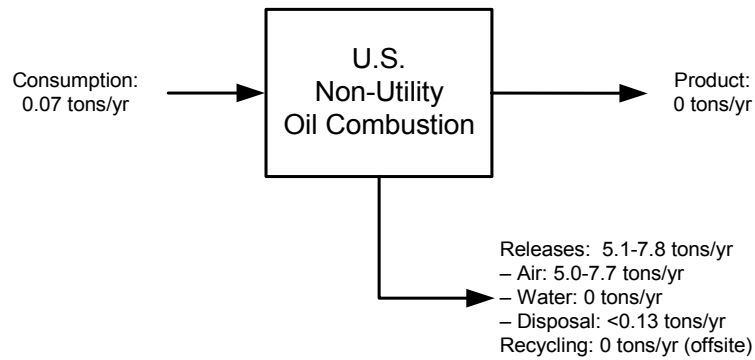 Consumption:
0.07 tons/yr
U.S.
Non-Utility
Oil Combustion
Product:
0 tons/yr
Releases: 5.1-7.8 tons/yr
– Air: 5.0-7.7 tons/yr
– Water: 0 tons/yr
– Disposal: <0.13 tons/yr
Recycling: 0 tons/yr (offsite)